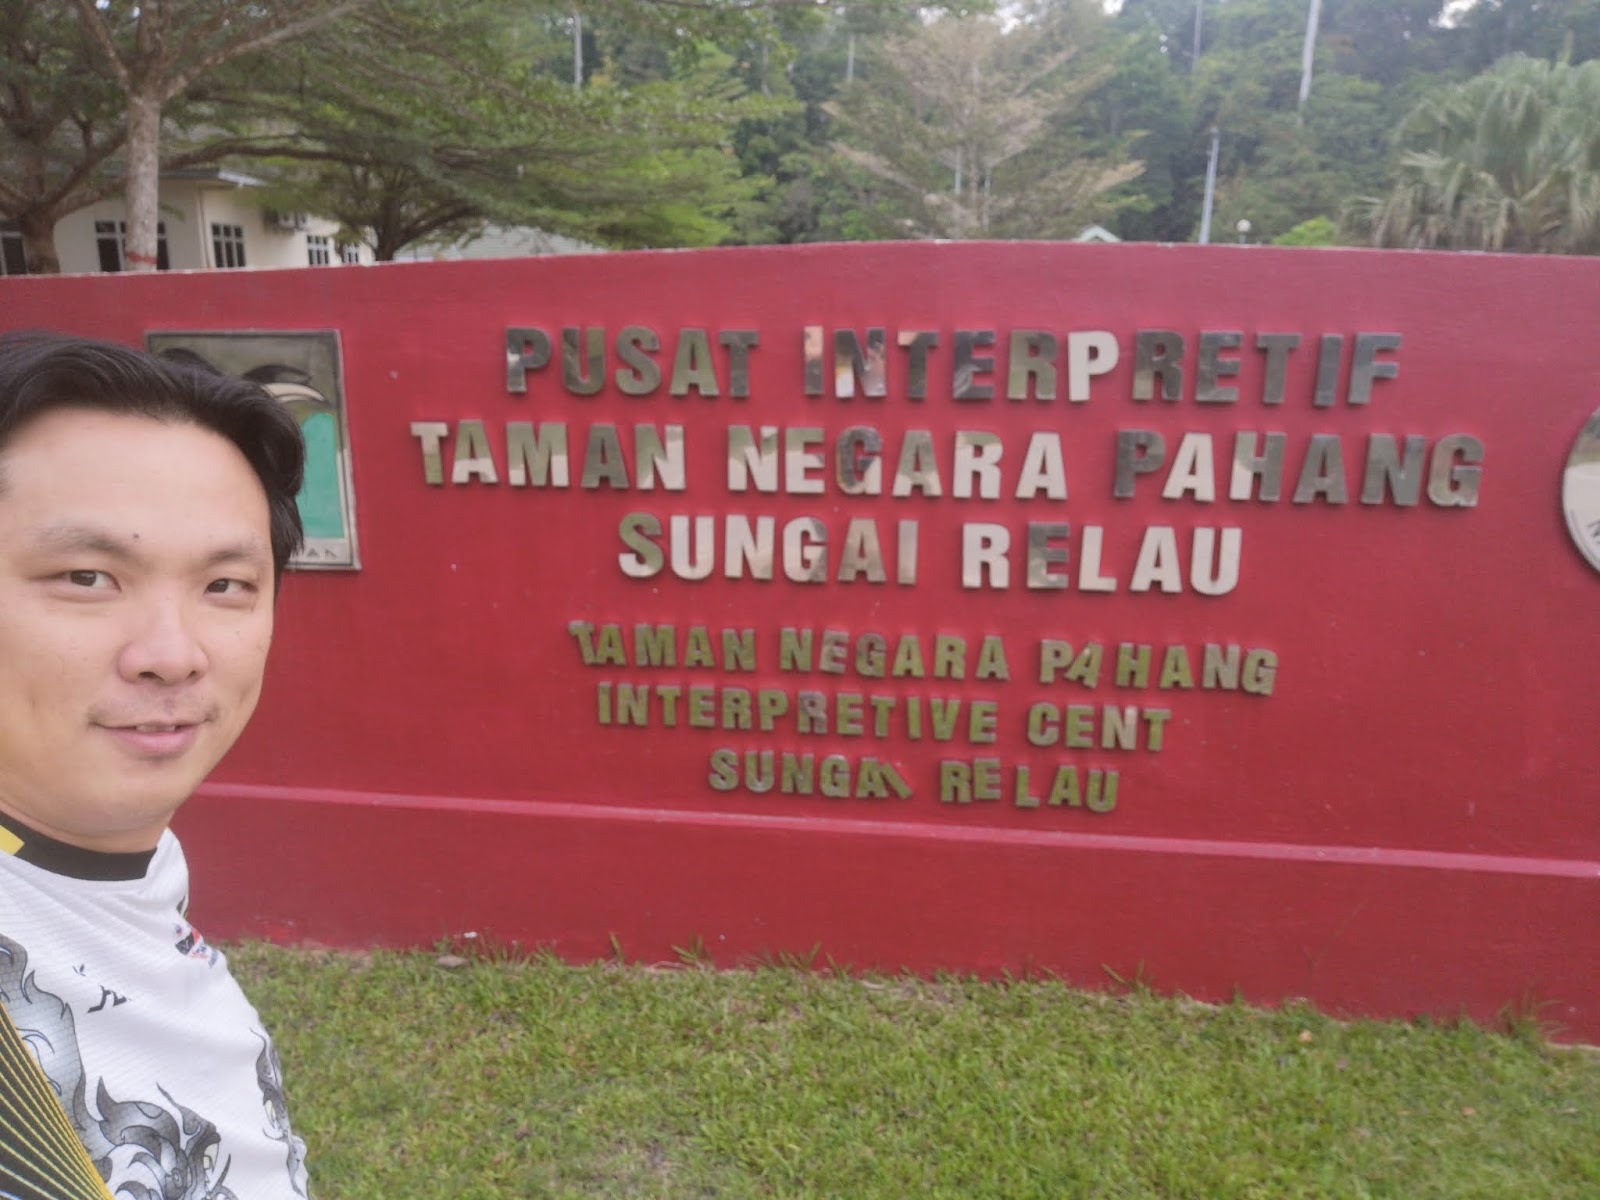 PUSAT INTERPRETIF
TAMAN NEGARA PAHANG
SUNGAI RELAU
TAMAN NEGARA PAHANG
INTERPRETIVE CENT
SUNGAI RELAU